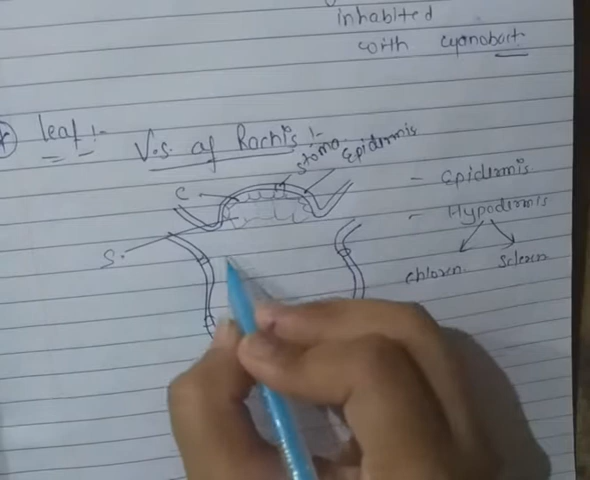 inhabited
with cyanobact
* leaf :-
V.S. of Rachis :-
Stoma Epidermis
C
S.
- Epidermis
- Hypodermis
chloren scleren